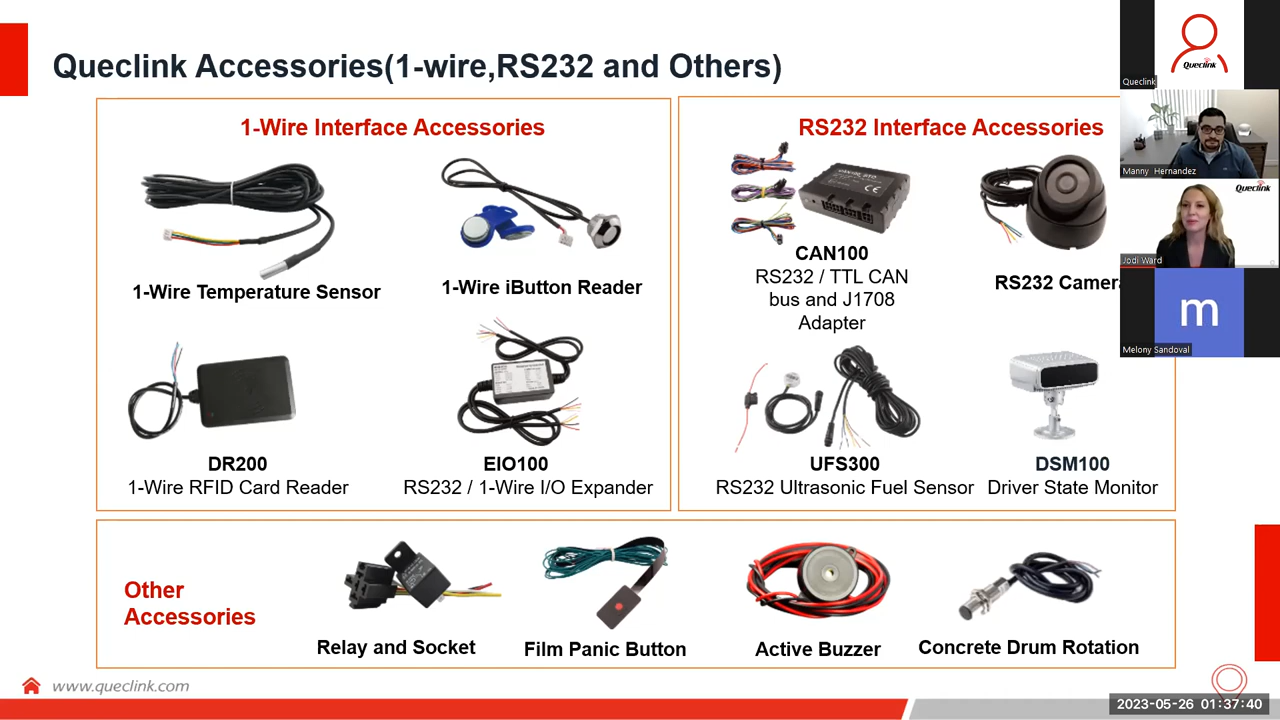 Queclink Accessories(1-wire,RS232 and Others)
1-Wire Interface Accessories
1-Wire Temperature Sensor
1-Wire iButton Reader
DR200
1-Wire RFID Card Reader
EIO100
RS232 / 1-Wire I/O Expander
RS232 Interface Accessories
CAN100
RS232 / TTL CAN
bus and J1708
Adapter
RS232 Camera
UFS300
RS232 Ultrasonic Fuel Sensor
DSM100
Driver State Monitor
Other
Accessories
Relay and Socket
Film Panic Button
Active Buzzer
Concrete Drum Rotation
www.queclink.com
Queclink
Queclink
Manny Hernandez
Queclink
Jodi Ward
m
Melony Sandoval
2023-05-26 01:37:40